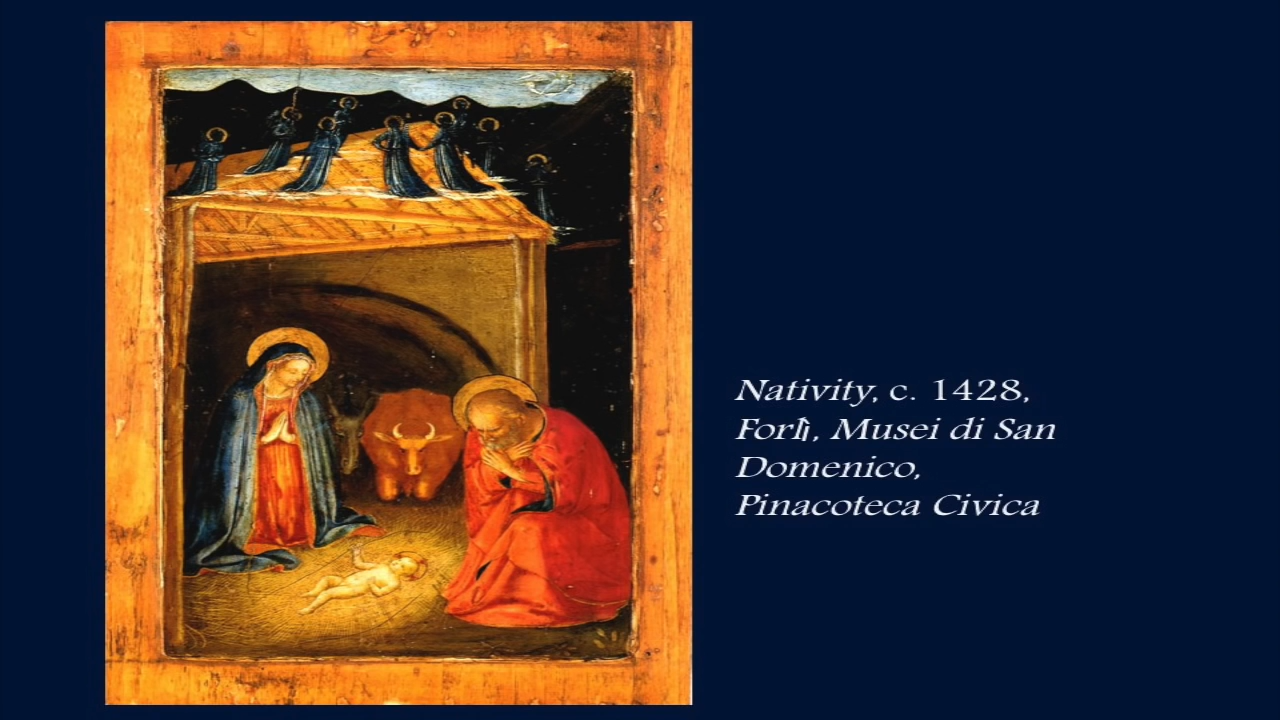 Nativity, c. 1428,
Forlì, Musei di San
Domenico,
Pinacoteca Civica